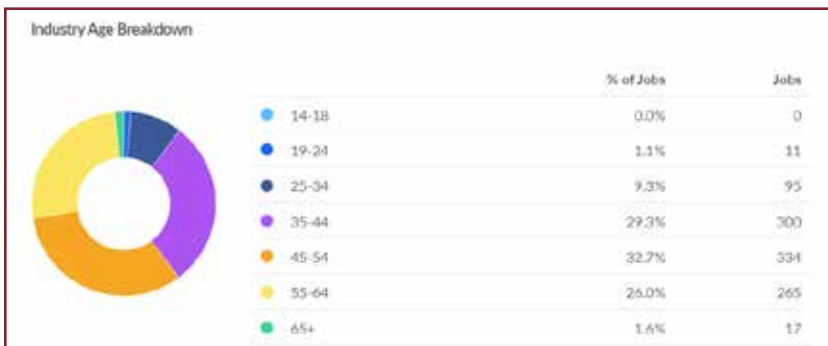 Industry Age Breakdown
% of Jobs Jobs
14-18 0.0% 0
19-24 1.1% 11
25-34 9.3% 95
35-44 29.3% 300
45-54 32.7% 334
55-64 26.0% 265
65+ 1.6% 17